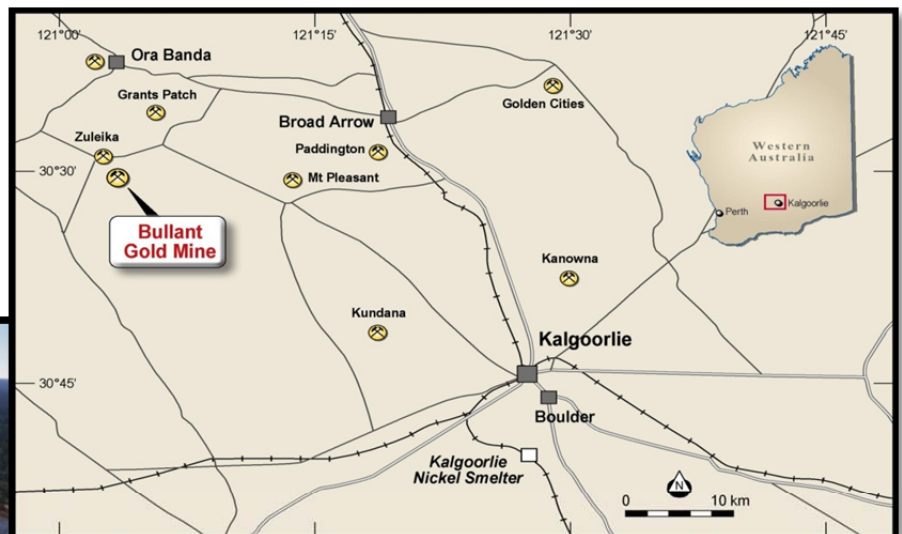 121°00'
121°15'
121°30'
121°45'
Ora Banda
Grants Patch
Golden Cities
Broad Arrow
Zuleika
Paddington
30°30'
Mt Pleasant
Western
Australia
Kalgoorlie
Perth
Bullant
Gold Mine
Kanowna
Kundana
Kalgoorlie
30°45'
Boulder
Kalgoorlie
Nickel Smelter
N
0
10 km